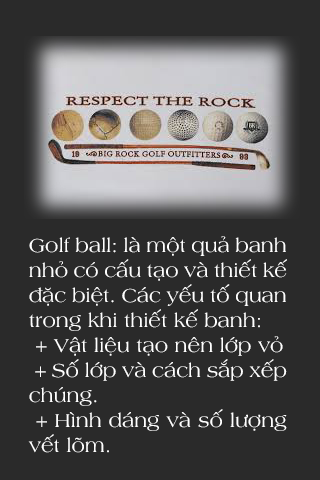 RESPECT THE ROCK
19 BIG ROCK GOLF OUTFITTERS 98
Golf ball: là một quả banh
nhỏ có cấu tạo và thiết kế
đặc biệt. Các yếu tố quan
trong khi thiết kế banh:
+ Vật liệu tạo nên lớp vỏ
+ Số lớp và cách sắp xếp
chúng.
+ Hình dáng và số lượng
vết lõm.